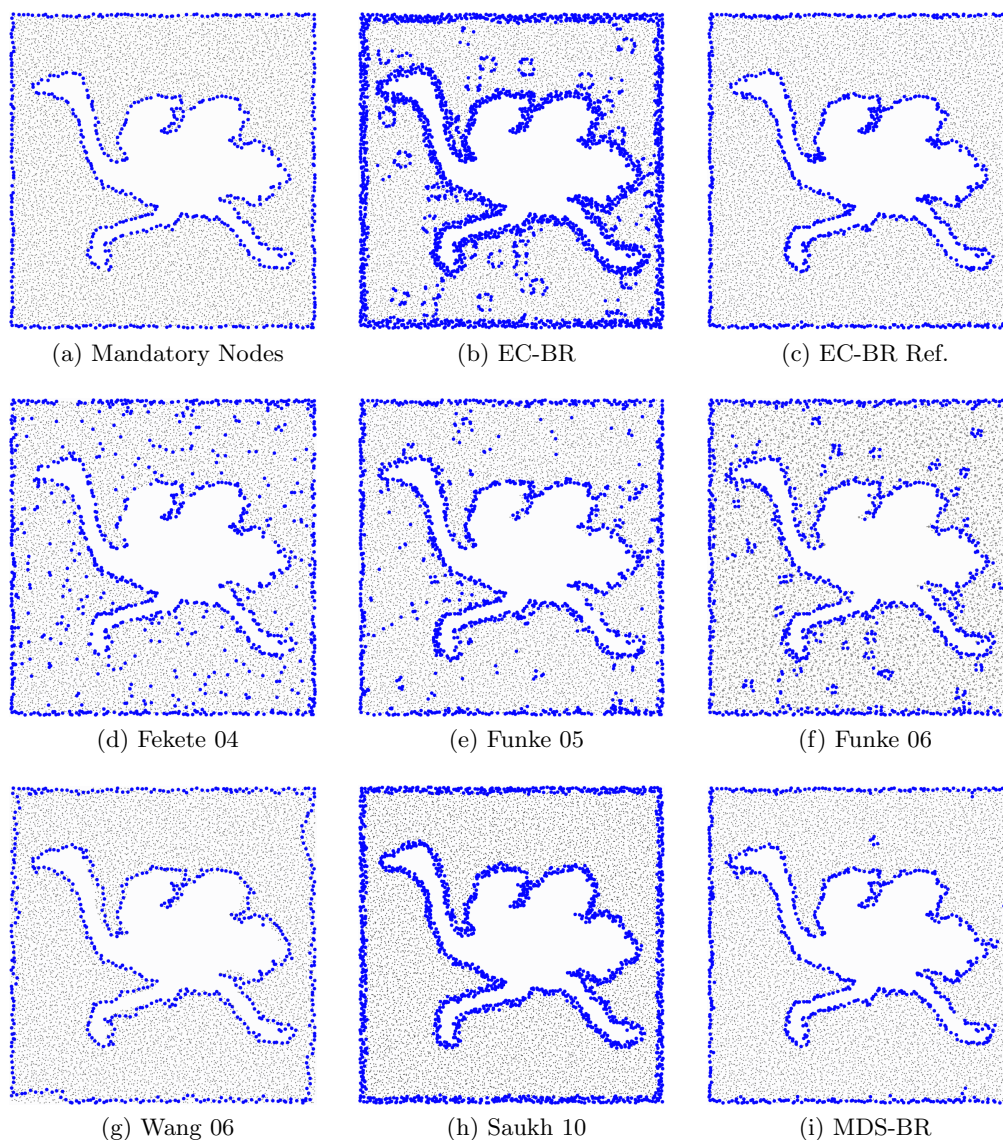 (a) Mandatory Nodes
(b) EC-BR
(c) EC-BR Ref.
(d) Fekete 04
(e) Funke 05
(f) Funke 06
(g) Wang 06
(h) Saukh 10
(i) MDS-BR